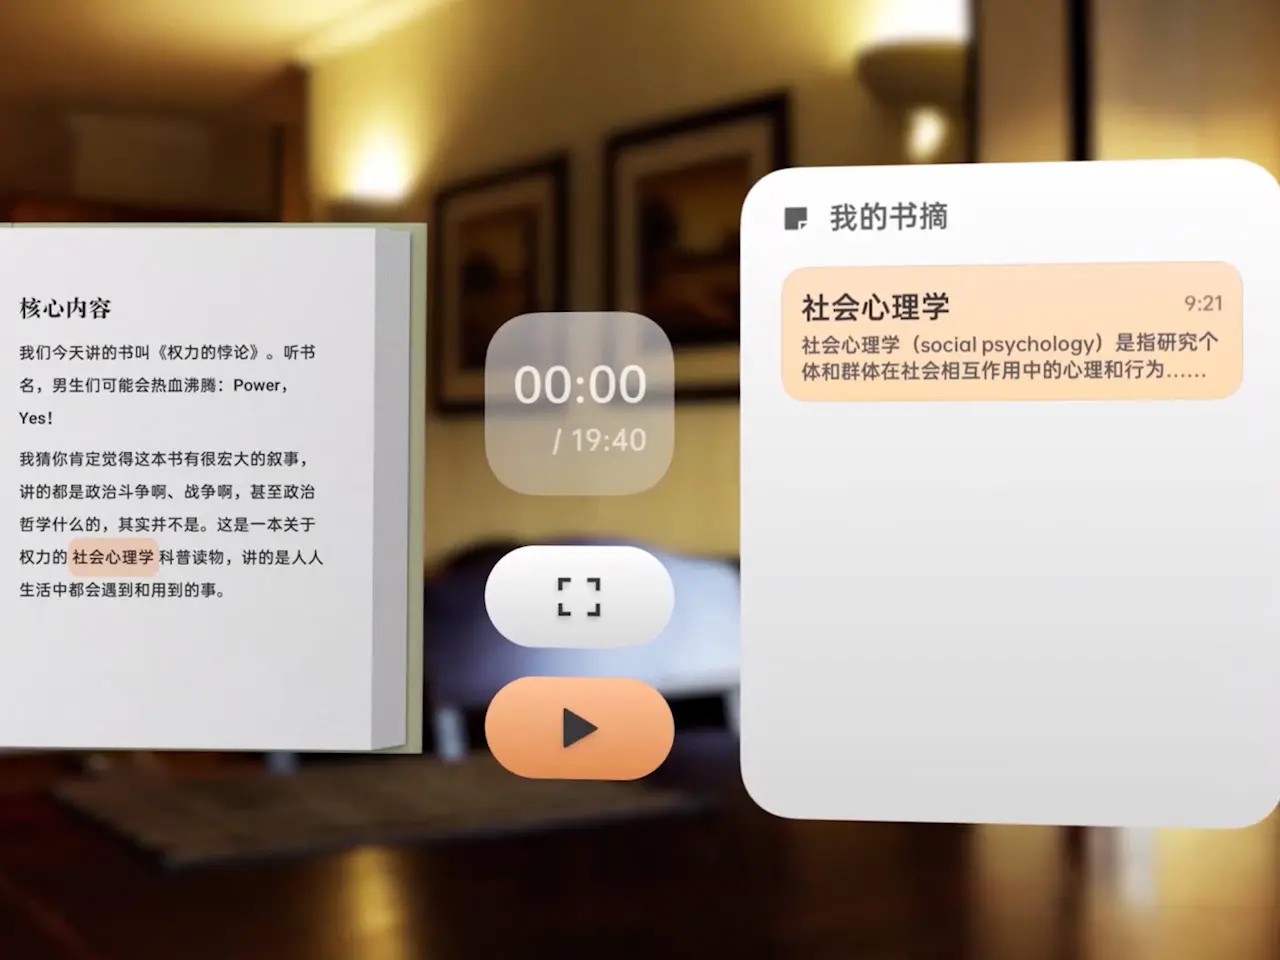 核心内容
我们今天讲的书叫《权力的悖论》。听书
名，男生们可能会热血沸腾：Power，
Yes！
我猜你肯定觉得这本书有很宏大的叙事，
讲的都是政治斗争啊、战争啊，甚至政治
哲学什么的，其实并不是。这是一本关于
权力的社会心理学科普读物，讲的是人人
生活中都会遇到和用到的事。
00:00
/ 19:40
我的书摘
社会心理学
9:21
社会心理学（social psychology）是指研究个
体和群体在社会相互作用中的心理和行为……